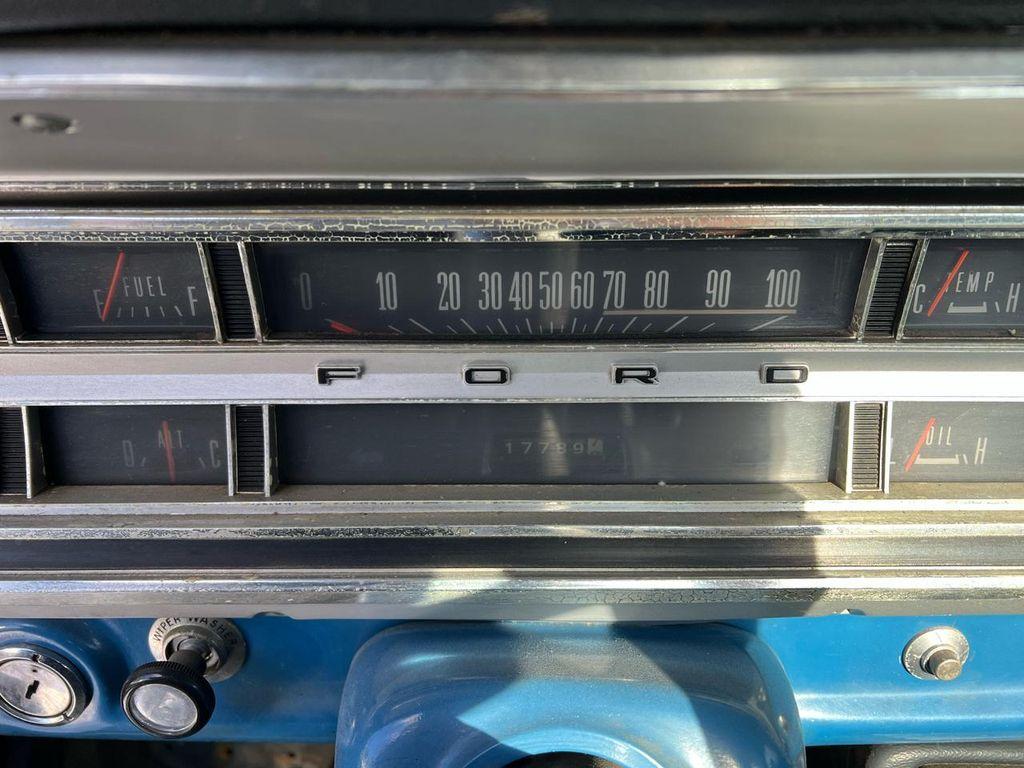 E FUEL F
0 10 20 30 40 50 60 70 80 90 100
C TEMP H
FORD
D ALT C
17789
L OIL H
WIPER WASHER